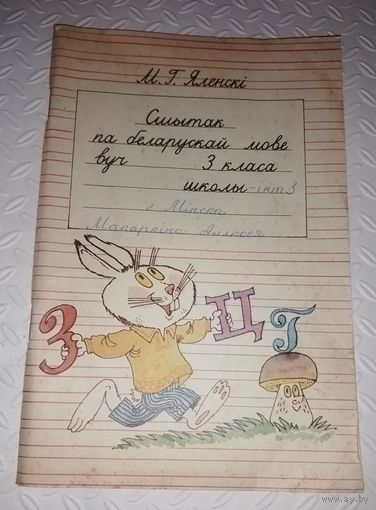 М. Г. Яленскі
Сшытак
па беларускай мове
вуч 3 класа
школы-інт 3
г. Мінска
З Ц Г
www.ay.by